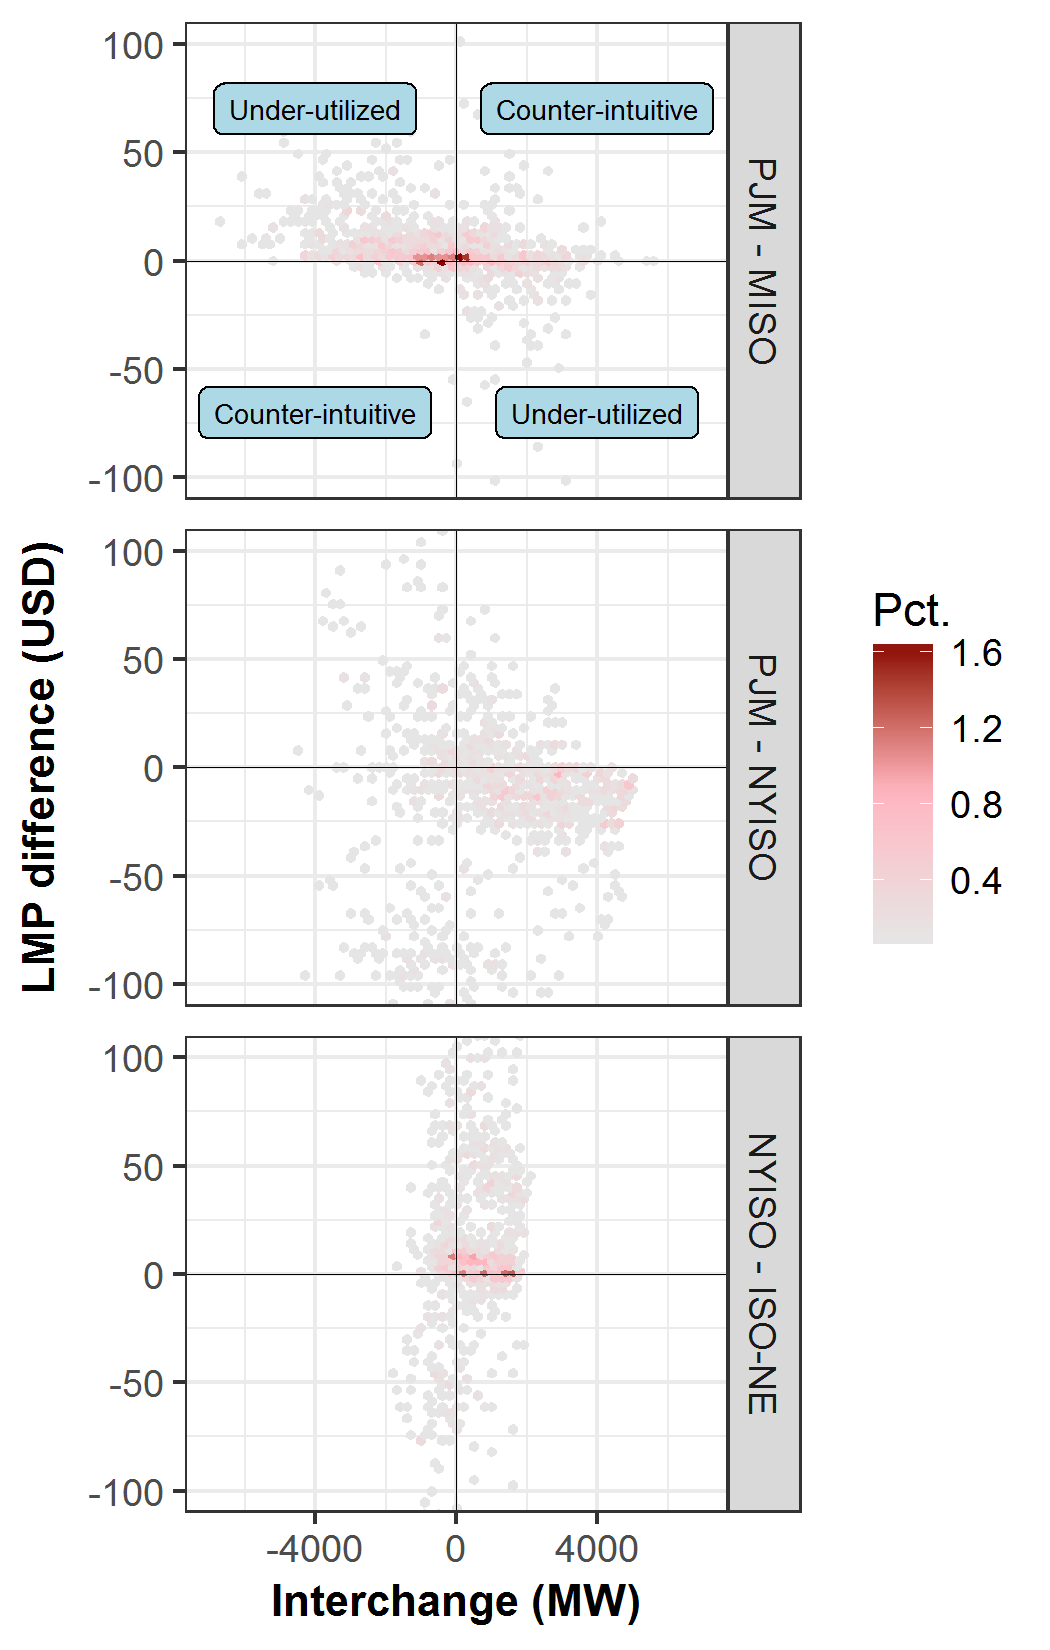 100
50
0
-50
-100
Under-utilized
Counter-intuitive
Counter-intuitive
Under-utilized
PJM - MISO
100
50
0
-50
-100
PJM - NYISO
100
50
0
-50
-100
NYISO - ISO-NE
-4000
0
4000
Interchange (MW)
LMP difference (USD)
Pct.
1.6
1.2
0.8
0.4